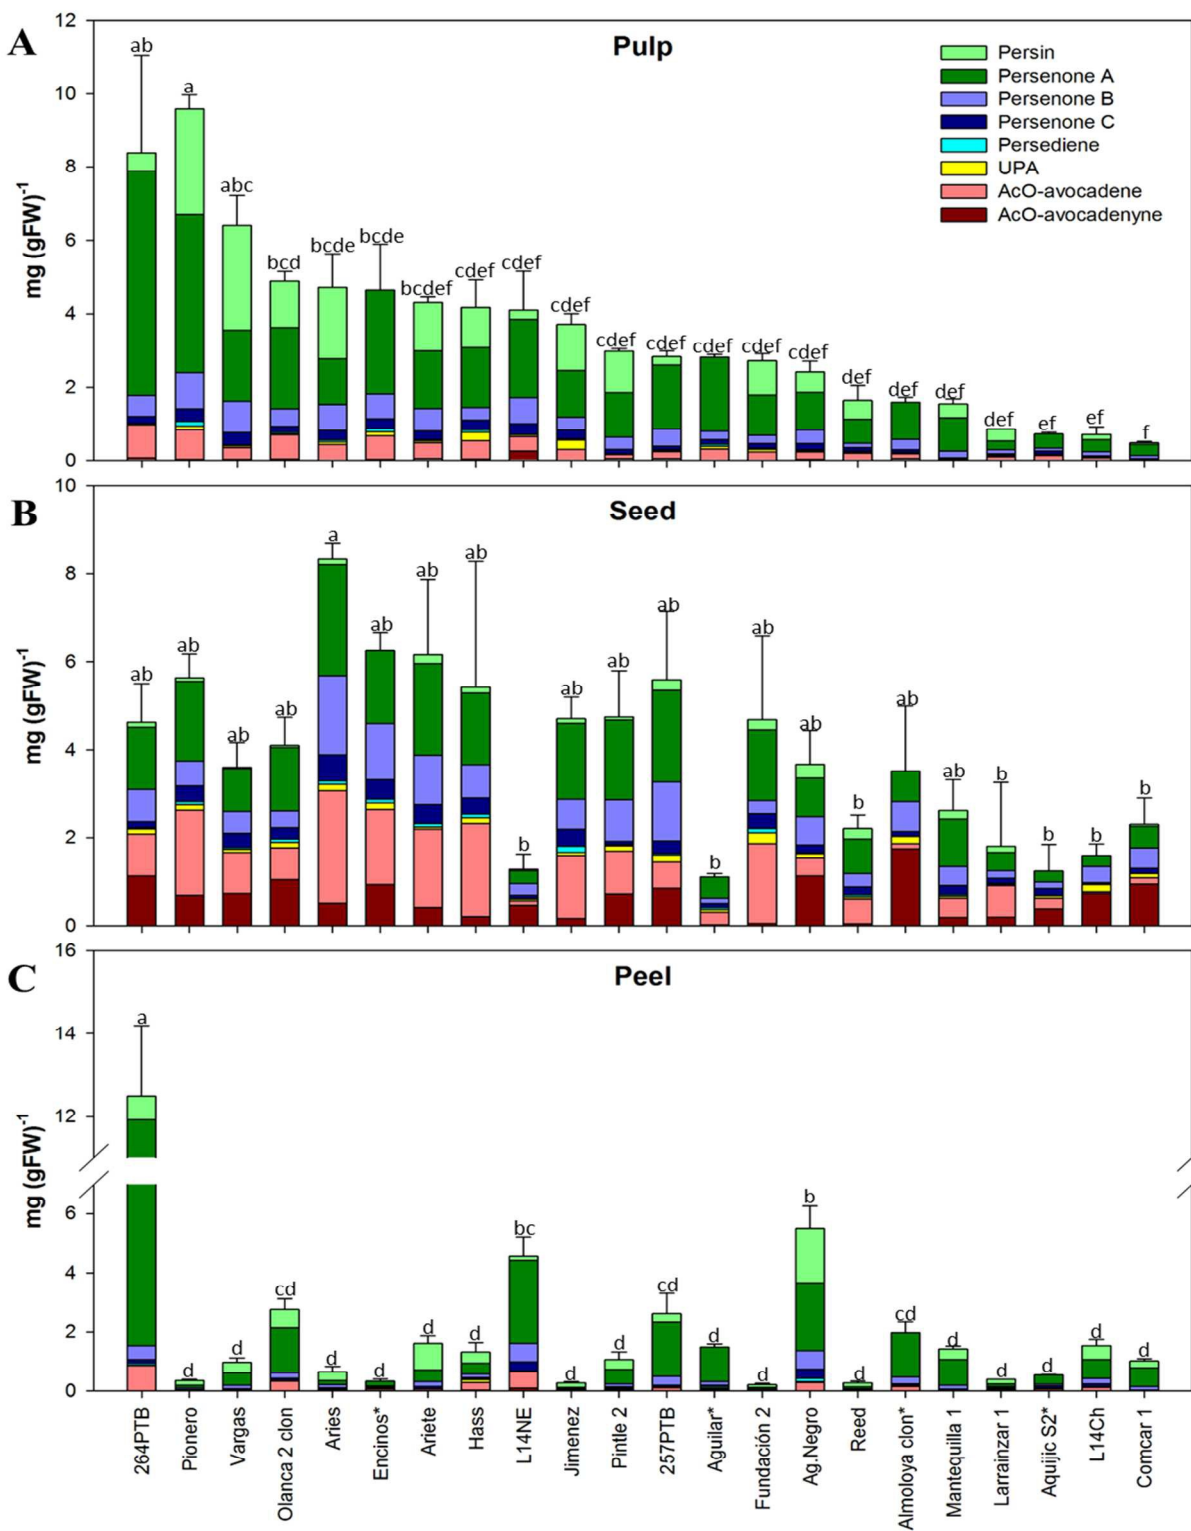 A
Pulp
mg (gFW)-1
12
10
8
6
4
2
0
ab
a
abc
bcd
bcde
bcde
bcdef
cdef
cdef
cdef
cdef
cdef
cdef
cdef
cdef
def
def
def
def
ef
ef
f
Persin
Persenone A
Persenone B
Persenone C
Persediene
UPA
AcO-avocadene
AcO-avocadenyne
B
Seed
mg (gFW)-1
10
8
6
4
2
0
ab
ab
ab
ab
a
ab
ab
ab
b
ab
ab
ab
b
ab
ab
b
ab
ab
b
b
b
b
C
Peel
mg (gFW)-1
16
14
12
6
4
2
0
a
d
d
cd
d
d
d
d
bc
d
d
cd
d
d
b
d
cd
d
d
d
d
d
264PTB
Pionero
Vargas
Olanca 2 clon
Aries
Encinos*
Ariete
Hass
L14NE
Jimenez
Pintle 2
257PTB
Aguilar*
Fundación 2
Ag.Negro
Reed
Almoloya clon*
Mantequilla 1
Larrainzar 1
Aquijic S2*
L14Ch
Comcar 1